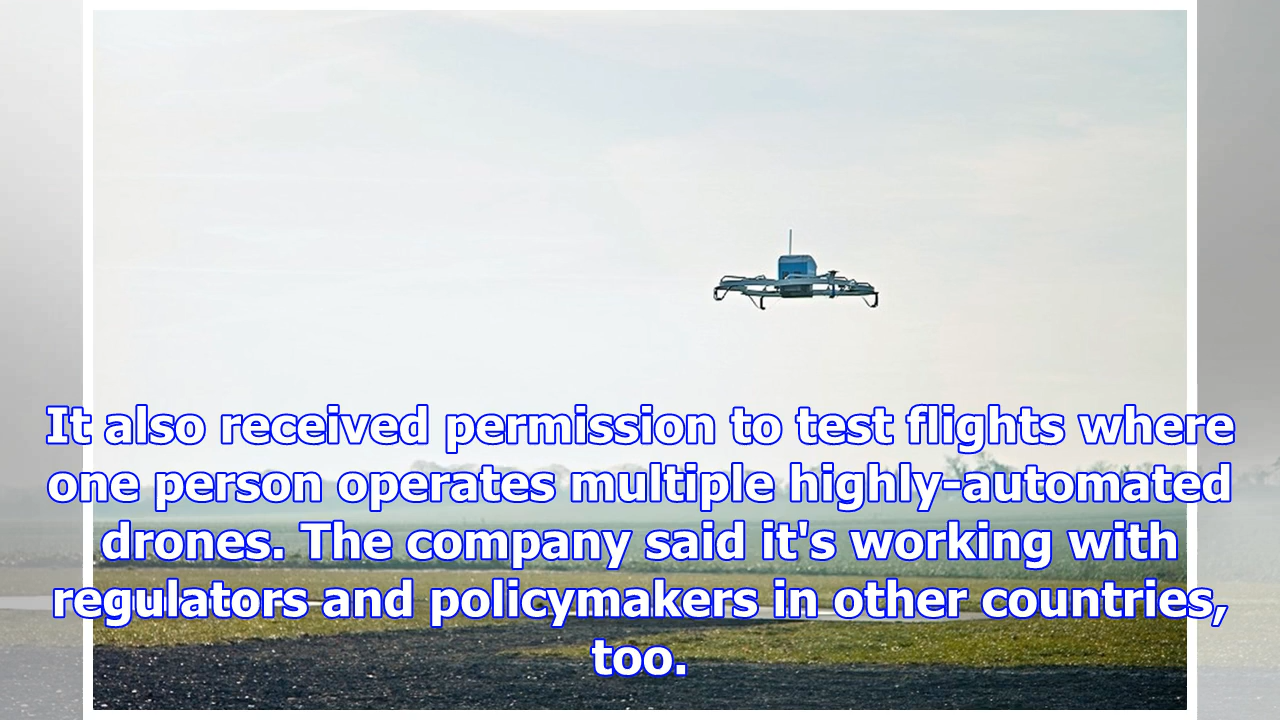 It also received permission to test flights where
one person operates multiple highly-automated
drones. The company said it's working with
regulators and policymakers in other countries,
too.